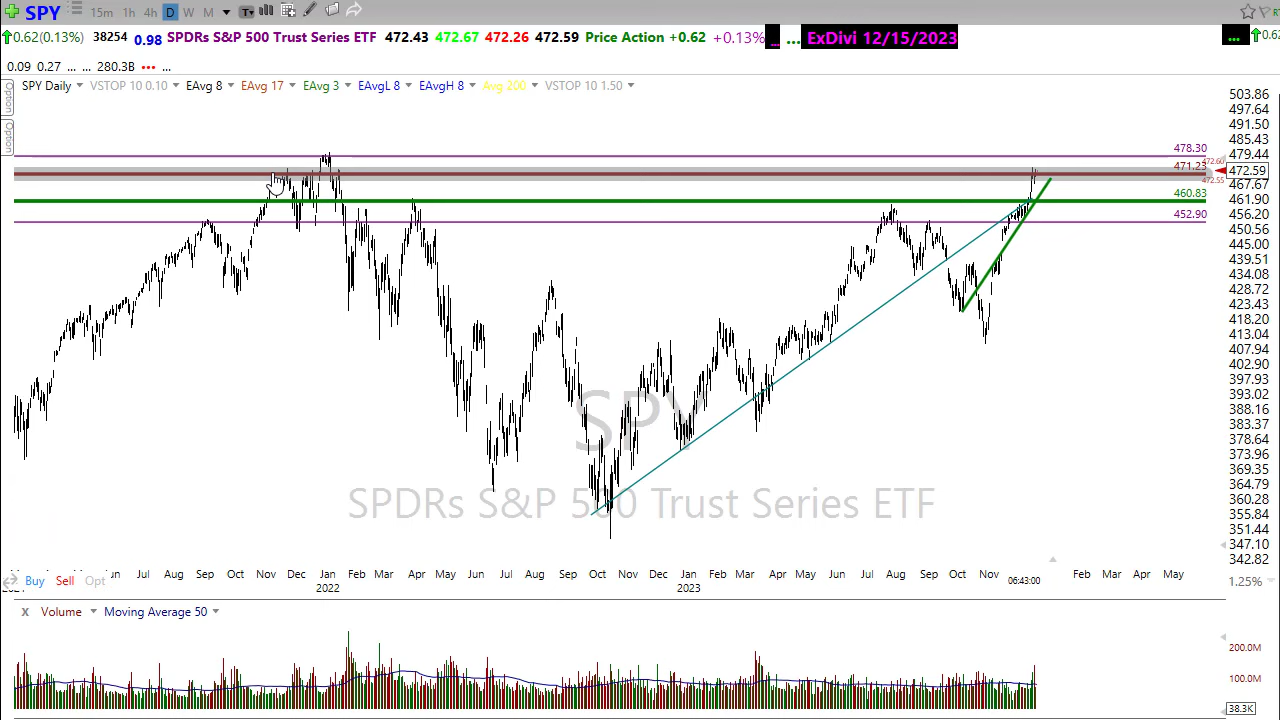 SPY 15m 1h 4h D W M T
0.62(0.13%) 38254 0.98 SPDRs S&P 500 Trust Series ETF 472.43 472.67 472.26 472.59 Price Action +0.62 +0.13% ... ExDivi 12/15/2023 ... 0.62
0.09 0.27 ... ... 280.3B ... ...
Option
Option
SPY Daily VSTOP 10 0.10 EAvg 8 EAvg 17 EAvg 3 EAvgL 8 EAvgH 8 Avg 200 VSTOP 10 1.50
503.86
497.64
491.50
485.43
479.44
472.59
467.67
461.90
456.20
450.56
445.00
439.51
434.08
428.72
423.43
418.20
413.04
407.94
402.90
397.93
393.02
388.16
383.37
378.64
373.96
369.35
364.79
360.28
355.84
351.44
347.10
342.82
478.30
471.23
472.60
472.55
460.83
452.90
SPY
SPDRs S&P 500 Trust Series ETF
Jul Aug Sep Oct Nov Dec Jan Feb Mar Apr May Jun Jul Aug Sep Oct Nov Dec Jan Feb Mar Apr May Jun Jul Aug Sep Oct Nov 06:43:00 Feb Mar Apr May
2022 2023
Buy Sell Opt
1.25%
x Volume Moving Average 50
200.0M
100.0M
38.3K